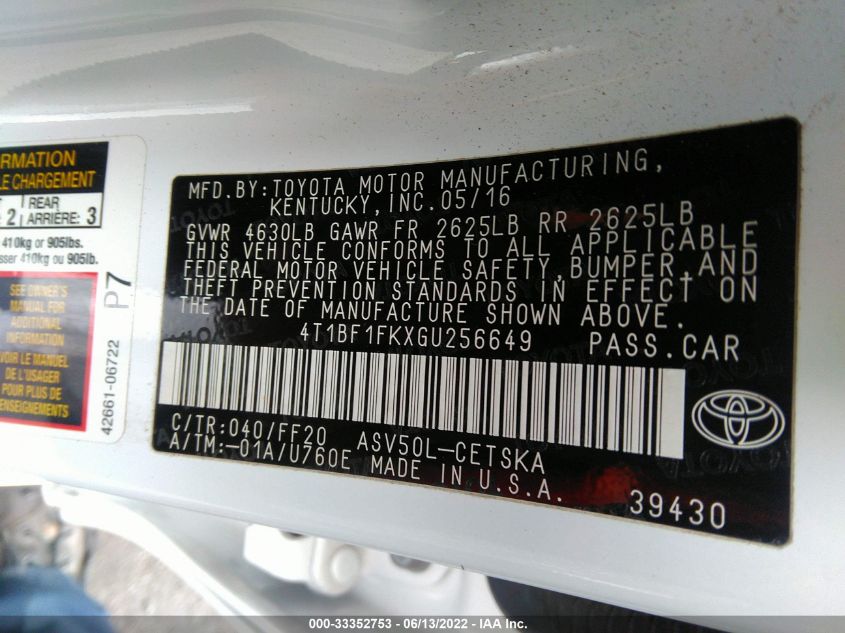 ORMATION
LE CHARGEMENT
2 REAR
ARRIÈRE: 3
410kg or 905lbs.
sser 410kg ou 905lb.
SEE OWNER'S
MANUAL FOR
ADDITIONAL
INFORMATION
VOIR LE MANUEL
DE L'USAGER
POUR PLUS DE
RENSEIGNEMENTS
42661-06722 P7
MFD.BY:TOYOTA MOTOR MANUFACTURING,
KENTUCKY,INC.05/16
GVWR 4630LB GAWR FR 2625LB RR 2625LB
THIS VEHICLE CONFORMS TO ALL APPLICABLE
FEDERAL MOTOR VEHICLE SAFETY,BUMPER,AND
THEFT PREVENTION STANDARDS IN EFFECT ON
THE DATE OF MANUFACTURE SHOWN ABOVE.
4T1BF1FKXGU256649 PASS.CAR
C/TR:040/FF20 ASV50L-CETSKA
A/TM:-01A/U760E MADE IN U.S.A.
39430
000-33352753 - 06/13/2022 - IAA Inc.